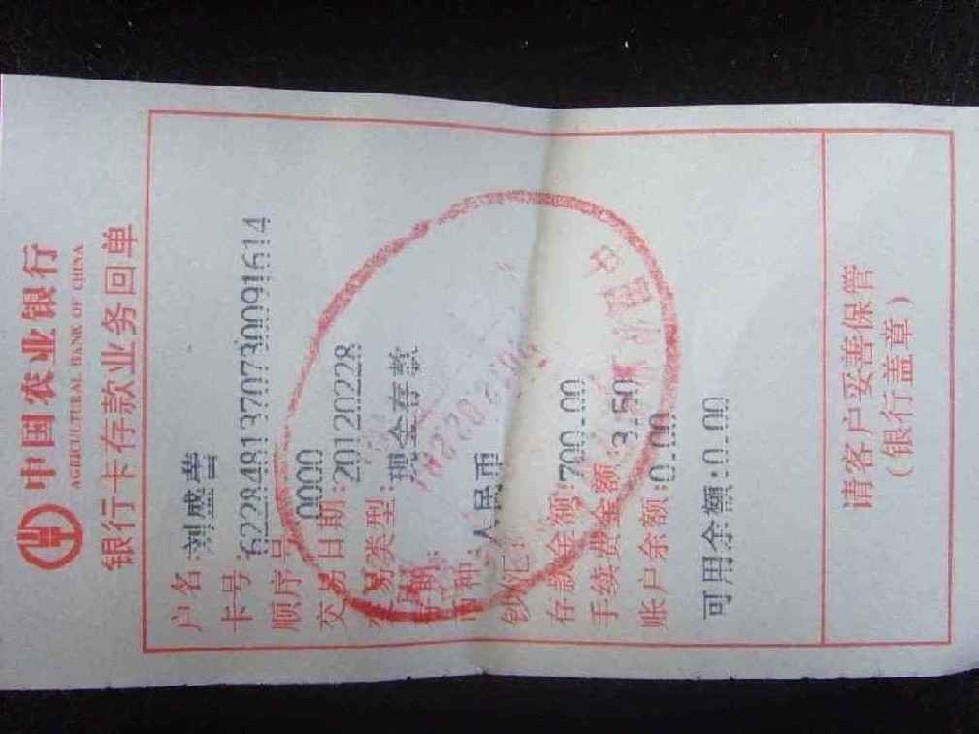 中国农业银行
AGRICULTURAL BANK OF CHINA
银行卡存款业务回单
户名:刘盛華
卡号:6228481370730091614
顺序号:0000
交易日期:20120228
交易类型:现金存款
币种:人民币
钞汇:
存款金额:700.00
手续费金额:3.50
账户余额:0.00
可用余额:0.00
请客户妥善保管
(银行盖章)